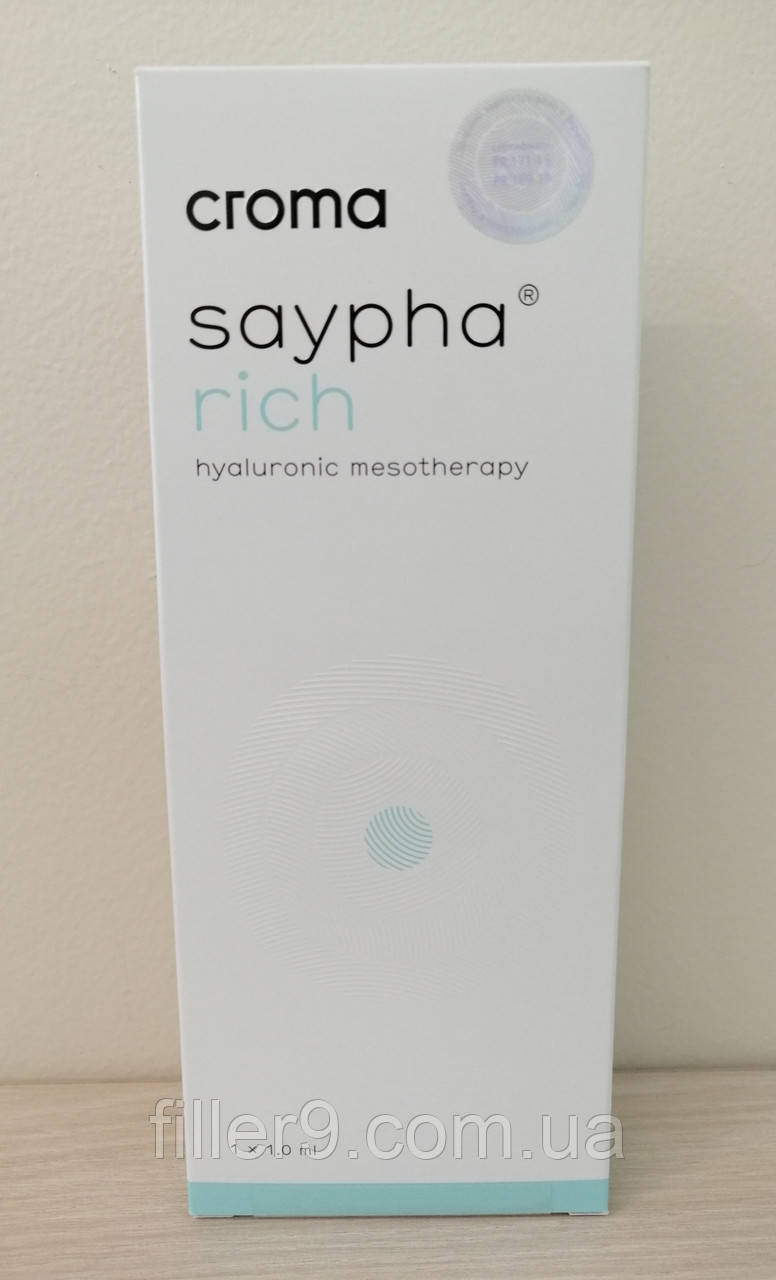 croma
saypha®
rich
hyaluronic mesotherapy
filler9.com.ua
1 × 1.0 ml